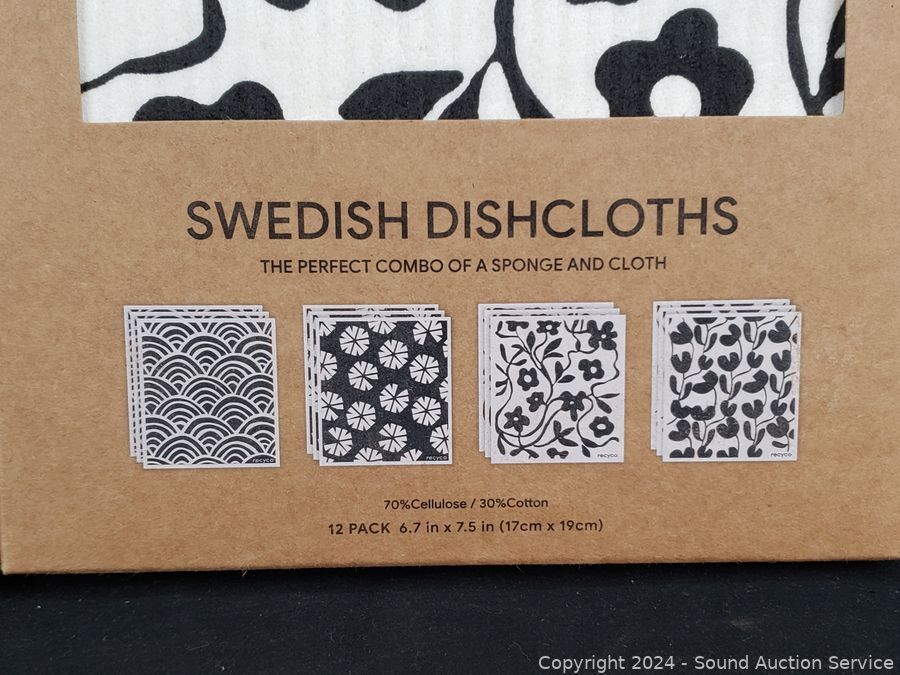 SWEDISH DISHCLOTHS
THE PERFECT COMBO OF A SPONGE AND CLOTH
recyco
recyco
recyco
recyco
70%Cellulose / 30%Cotton
12 PACK 6.7 in x 7.5 in (17cm x 19cm)
Copyright 2024 - Sound Auction Service